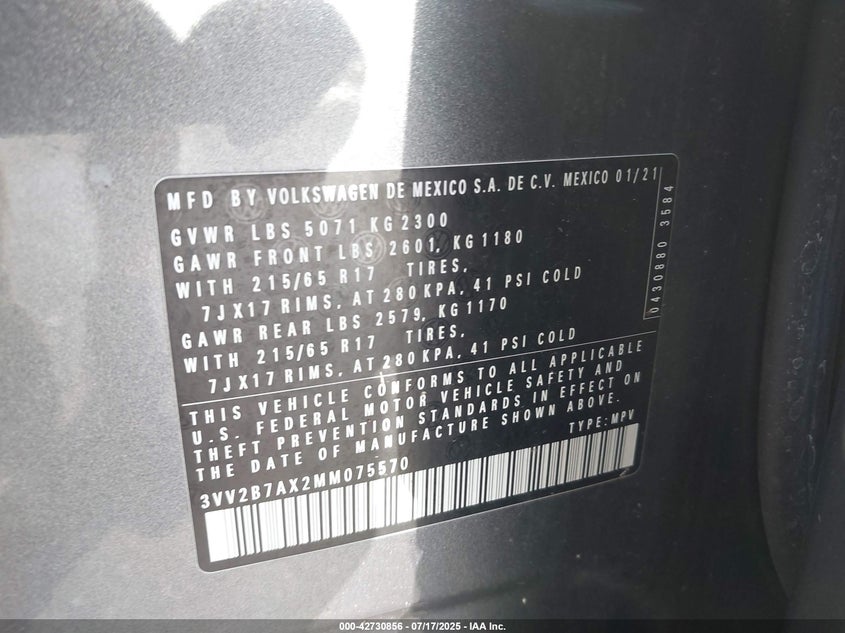 MFD BY VOLKSWAGEN DE MEXICO S.A. DE C.V. MEXICO 01/21
GVWR LBS 5071 KG 2300
GAWR FRONT LBS 2601, KG 1180
WITH 215/65 R17 TIRES,
7JX17 RIMS, AT 280 KPA, 41 PSI COLD
GAWR REAR LBS 2579, KG 1170
WITH 215/65 R17 TIRES,
7JX17 RIMS, AT 280 KPA, 41 PSI COLD
0430880 3584
THIS VEHICLE CONFORMS TO ALL APPLICABLE
U.S. FEDERAL MOTOR VEHICLE SAFETY AND
THEFT PREVENTION STANDARDS IN EFFECT ON
THE DATE OF MANUFACTURE SHOWN ABOVE.
TYPE: MPV
3VV2B7AX2MM075570
000-42730856 - 07/17/2025 - IAA Inc.